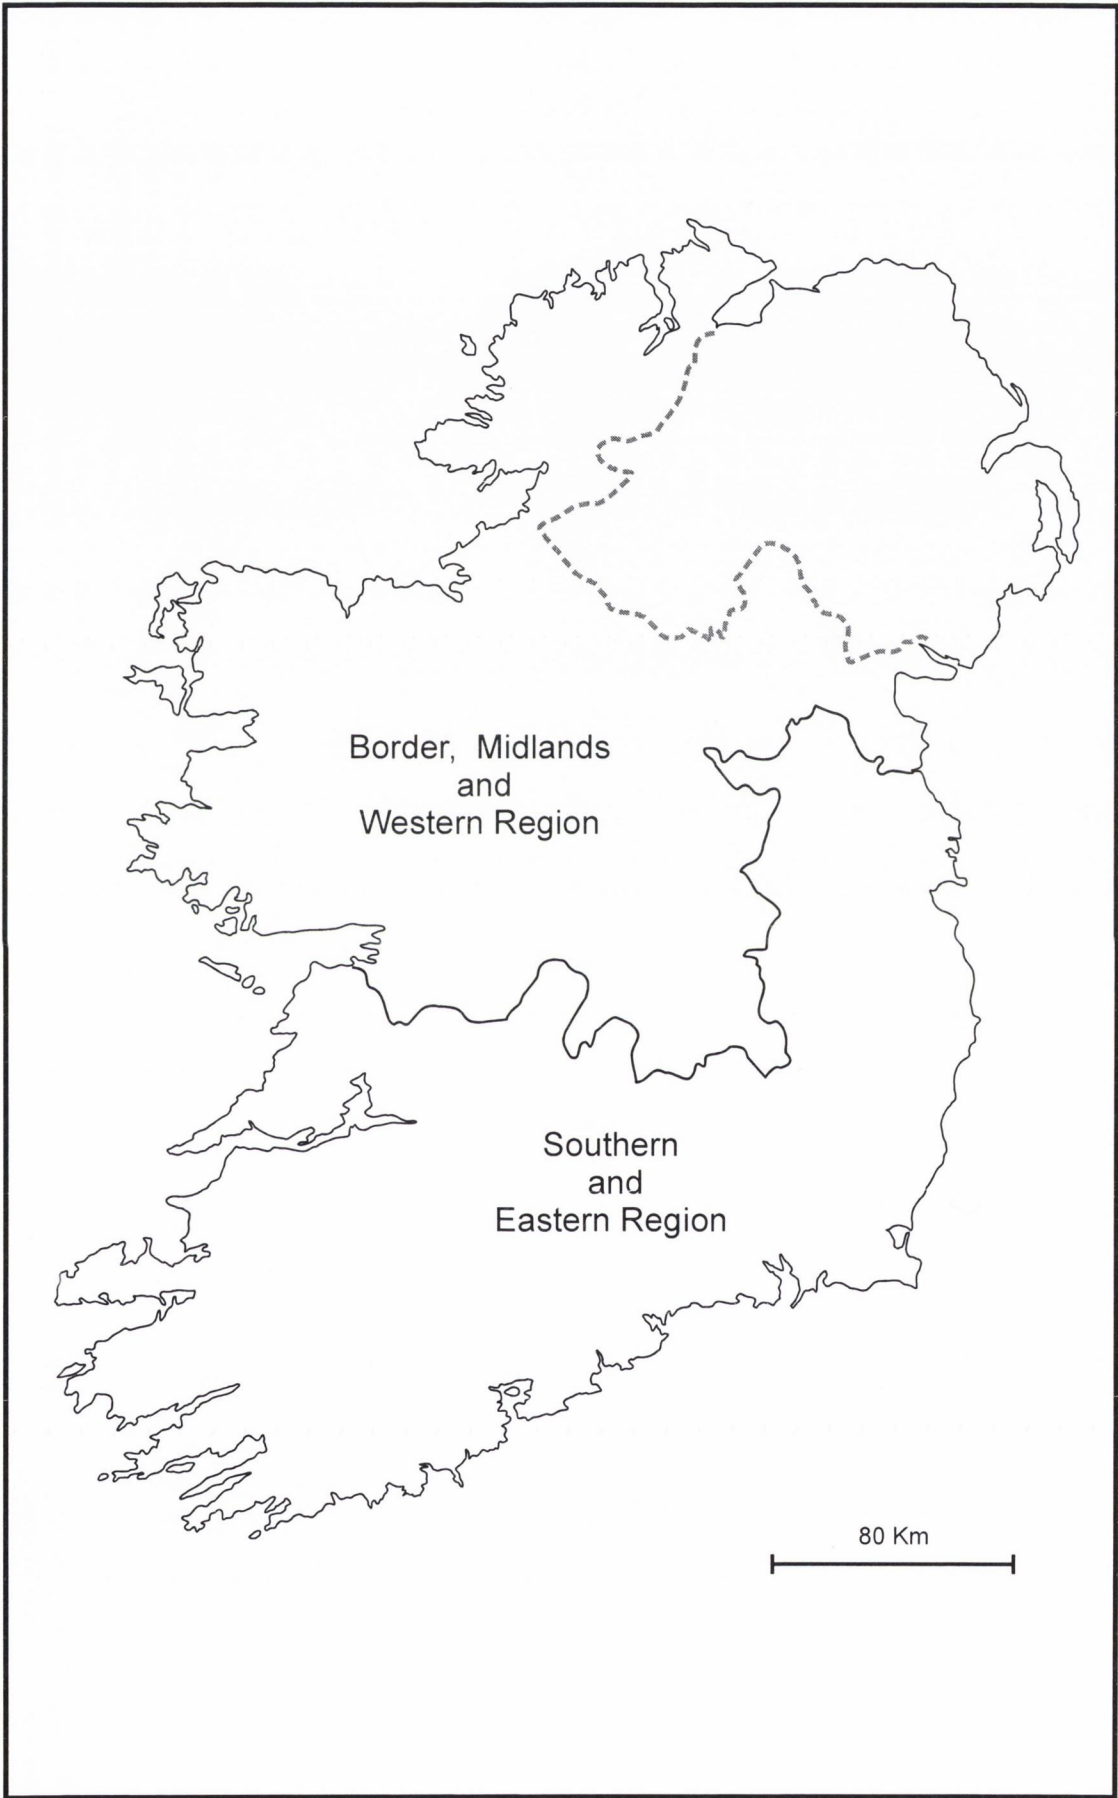 Border, Midlands
and
Western Region
Southern
and
Eastern Region
80 Km